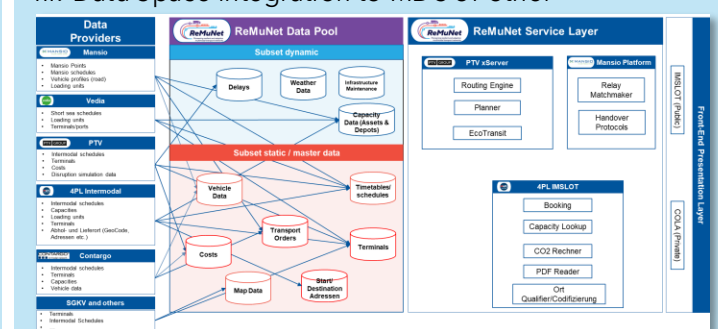 Data Space integration to MDS or other
Data
Providers
Mansio
Mansio Points
Mansio schedules
Vehicle profiles (road)
Loading units
Vedia
Short sea schedules
Loading units
Terminals/ports
PTV
Intermodal schedules
Terminals
Costs
Disruption simulation data
4PL Intermodal
Intermodal schedules
Capacities
Loading units
Terminals
Abhol- und Lieferort (GeoCode,
Adressen etc.)
Contargo
Intermodal schedules
Terminals
Capacities
Vehicle data
SGKV and others
Terminals
Intermodal Schedules
ReMuNet
ReMuNet Data Pool
Subset dynamic
Delays
Weather
Data
Infrastructure
Maintenance
Capacity
Data (Assets &
Depots)
Subset static / master data
Vehicle
Data
Timetables/
schedules
Transport
Orders
Costs
Terminals
Map Data
Start/
Destination
Adressen
ReMuNet
ReMuNet Service Layer
PTV xServer
Routing Engine
Planner
EcoTransit
Mansio Platform
Relay
Matchmaker
Handover
Protocols
4PL IMSLOT
Booking
Capacity Lookup
CO2 Rechner
PDF Reader
Ort
Qualifier/Codifizierung
IMSLOT (Public)
COLA (Private)
Front-End Presentation Layer